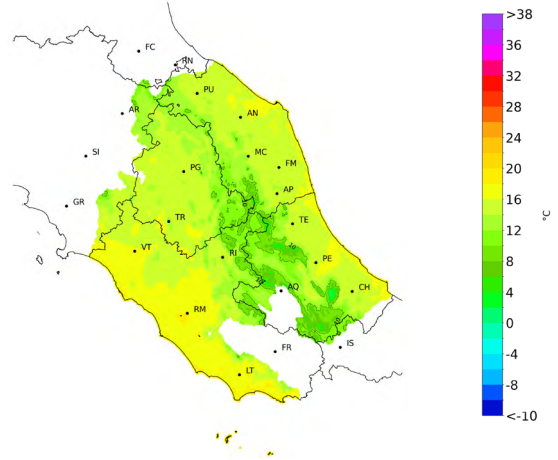 FC
RN
PU
AR
AN
SI
MC
PG
FM
AP
GR
TR
TE
VT
RI
PE
AQ
CH
RM
FR
IS
LT
10
>38
36
32
28
24
20
16
12
8
4
0
-4
-8
<-10
°C